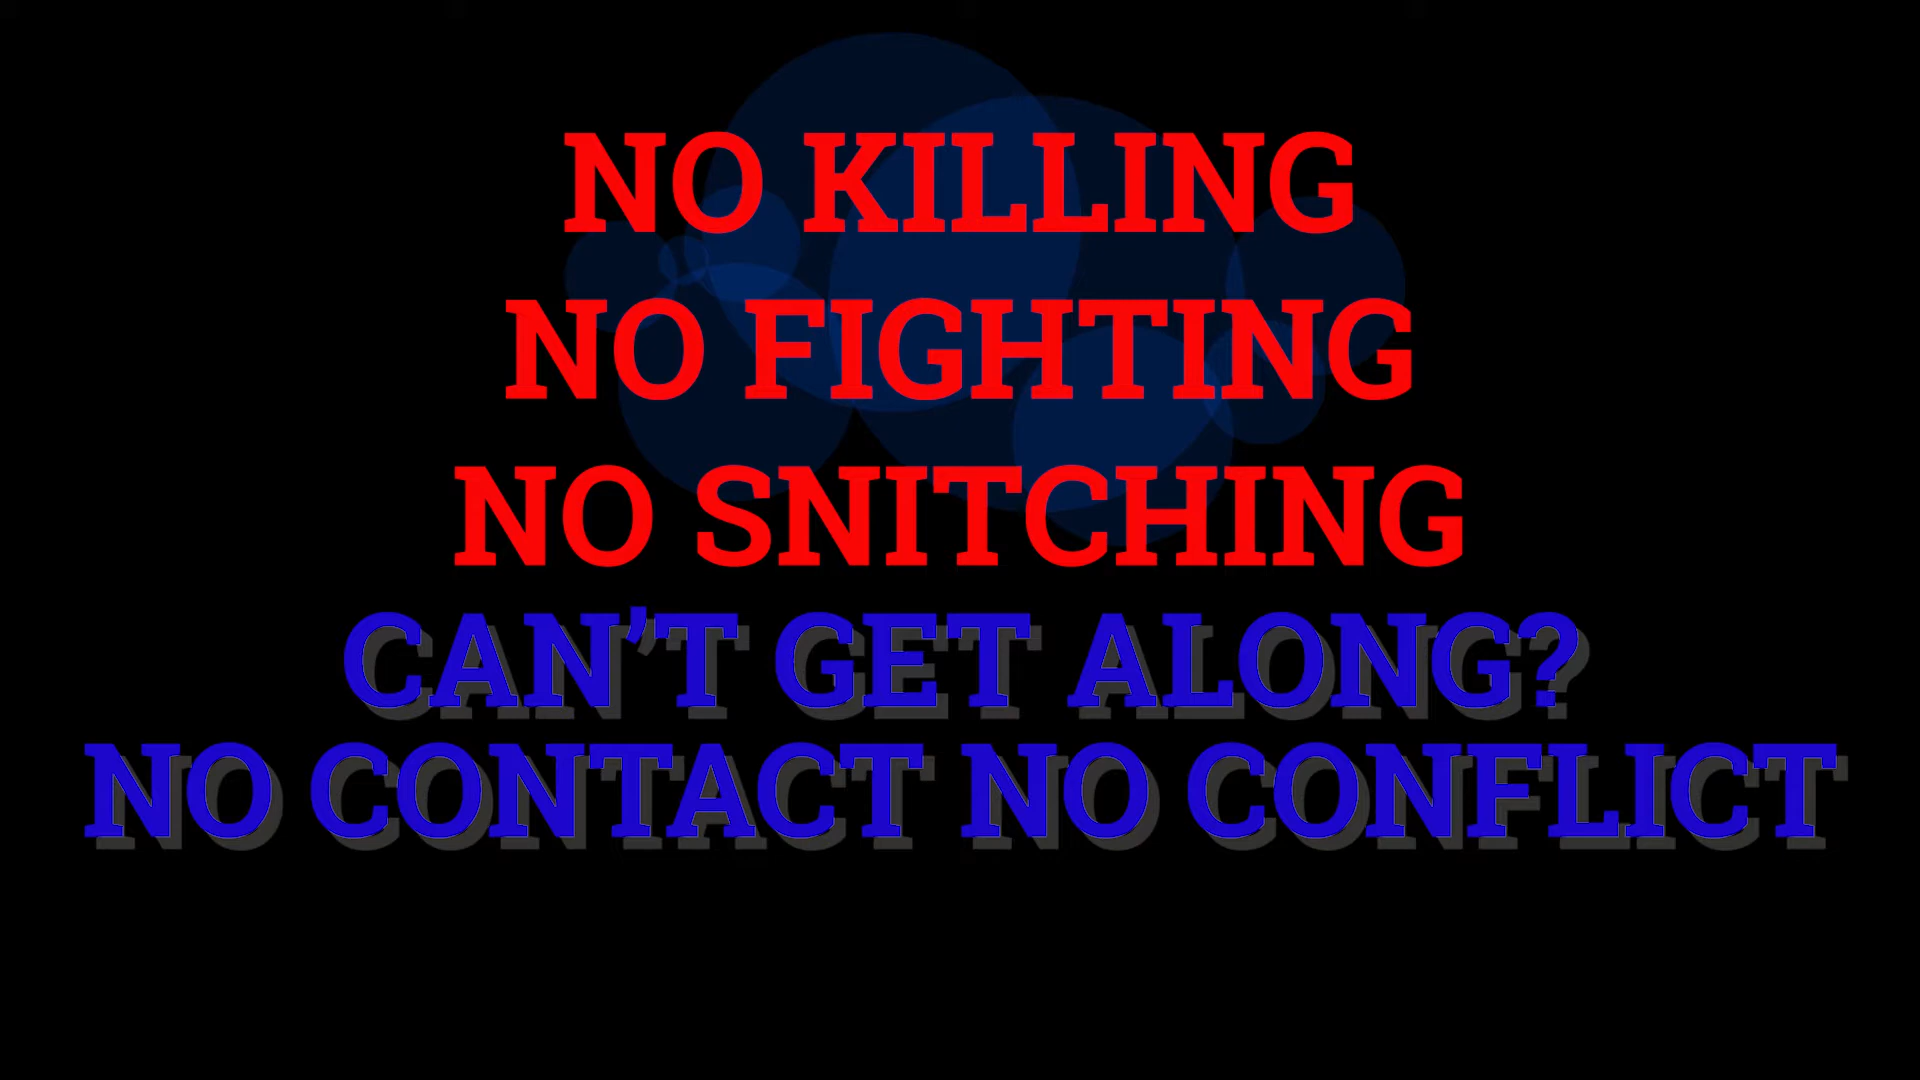 NO KILLING
NO FIGHTING
NO SNITCHING
CAN’T GET ALONG?
NO CONTACT NO CONFLICT